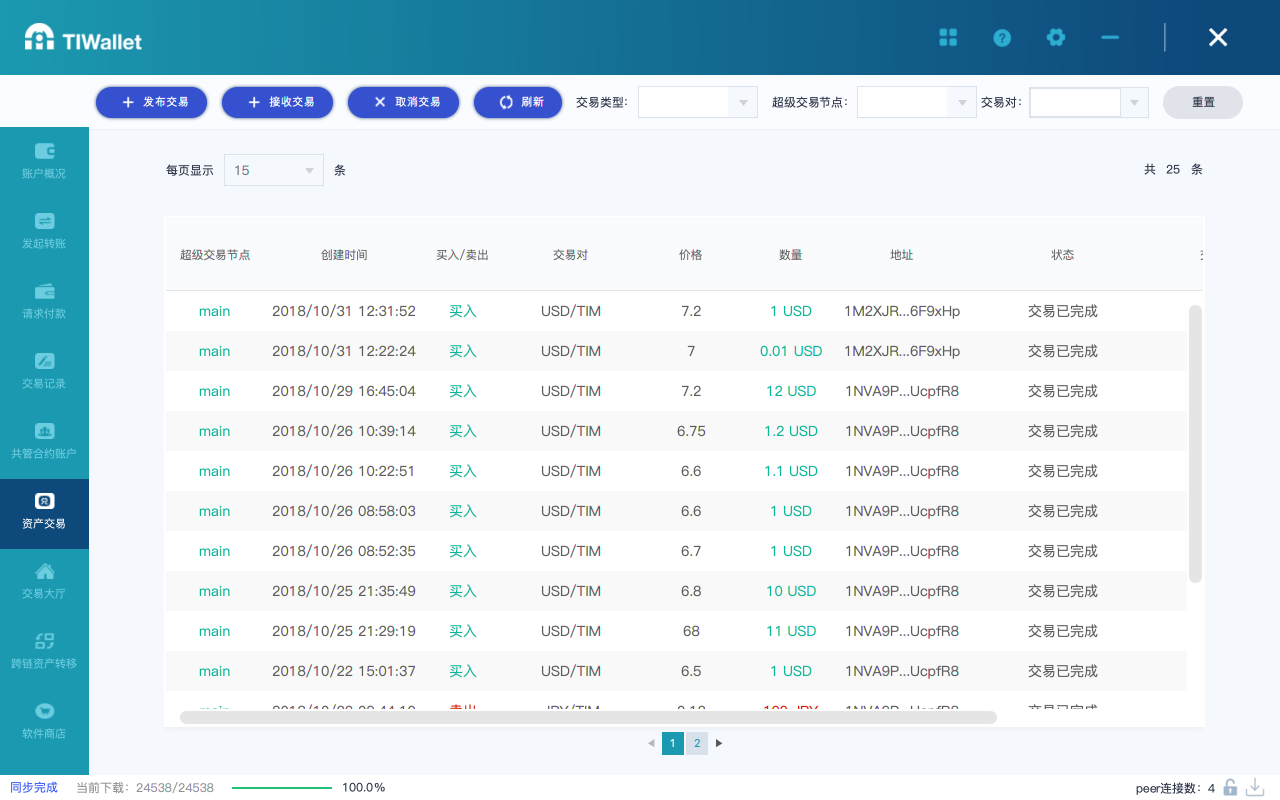 TIWallet
发布交易 接收交易 取消交易 刷新 交易类型: 超级交易节点: 交易对: 重置
账户概况
发起转账
请求付款
交易记录
共管合约账户
资产交易
交易大厅
跨链资产转移
软件商店
每页显示 15 条 共 25 条
超级交易节点 创建时间 买入/卖出 交易对 价格 数量 地址 状态
main 2018/10/31 12:31:52 买入 USD/TIM 7.2 1 USD 1M2XJR...6F9xHp 交易已完成
main 2018/10/31 12:22:24 买入 USD/TIM 7 0.01 USD 1M2XJR...6F9xHp 交易已完成
main 2018/10/29 16:45:04 买入 USD/TIM 7.2 12 USD 1NVA9P...UcpfR8 交易已完成
main 2018/10/26 10:39:14 买入 USD/TIM 6.75 1.2 USD 1NVA9P...UcpfR8 交易已完成
main 2018/10/26 10:22:51 买入 USD/TIM 6.6 1.1 USD 1NVA9P...UcpfR8 交易已完成
main 2018/10/26 08:58:03 买入 USD/TIM 6.6 1 USD 1NVA9P...UcpfR8 交易已完成
main 2018/10/26 08:52:35 买入 USD/TIM 6.7 1 USD 1NVA9P...UcpfR8 交易已完成
main 2018/10/25 21:35:49 买入 USD/TIM 6.8 10 USD 1NVA9P...UcpfR8 交易已完成
main 2018/10/25 21:29:19 买入 USD/TIM 68 11 USD 1NVA9P...UcpfR8 交易已完成
main 2018/10/22 15:01:37 买入 USD/TIM 6.5 1 USD 1NVA9P...UcpfR8 交易已完成
1 2
同步完成 当前下载: 24538/24538 100.0% peer连接数: 4